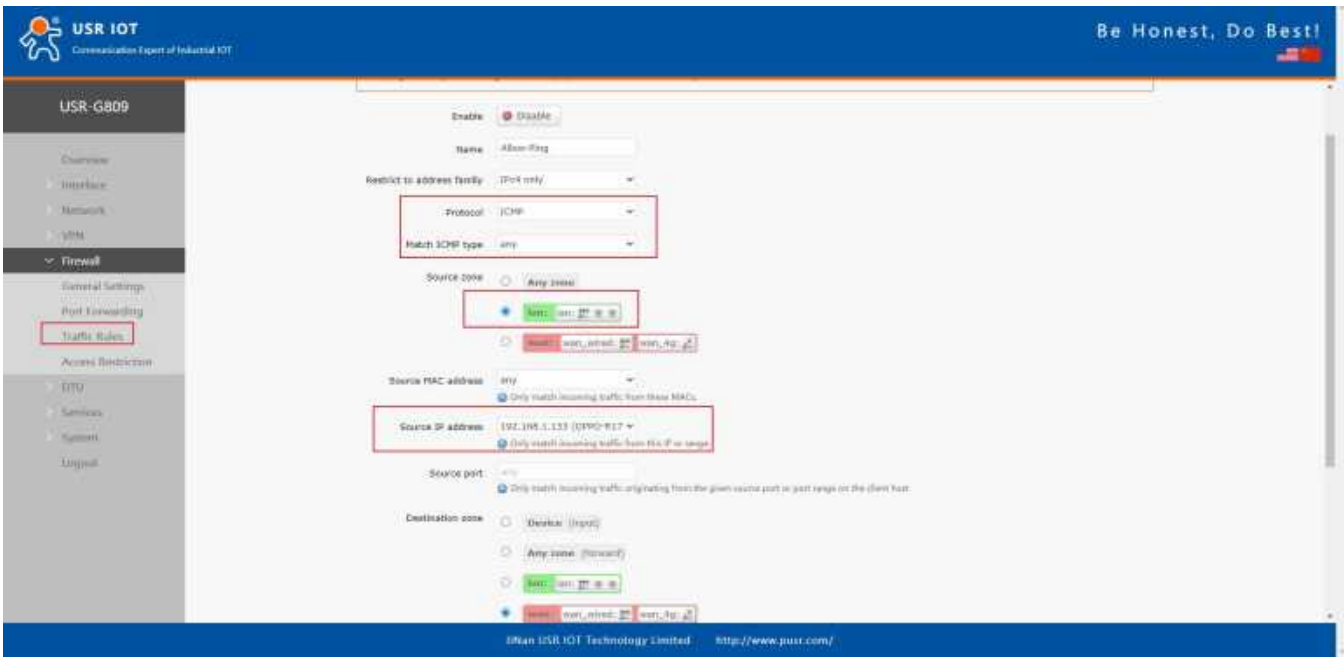 USR IOT
Communication Expert of Industrial IOT
Be Honest, Do Best!
USR-G809
Overview
Interface
Network
VPN
Firewall
General Settings
Port Forwarding
Traffic Rules
Access Restriction
DTU
Services
System
Logout
Enable Disable
Name Allow-Ping
Restrict to address family IPv4 only
Protocol ICMP
Match ICMP type any
Source zone Any zone
lan: lan:
wan_wired: wan_4g:
Source MAC address any
Only match incoming traffic from these MACs.
Source IP address 192.168.1.133 (OPPO-R17
Only match incoming traffic from this IP or range.
Source port any
Only match incoming traffic originating from the given source port or port range on the client host
Destination zone Device (input)
Any zone (forward)
lan: lan:
wan_wired: wan_4g:
JiNan USR IOT Technology Limited http://www.pusr.com/